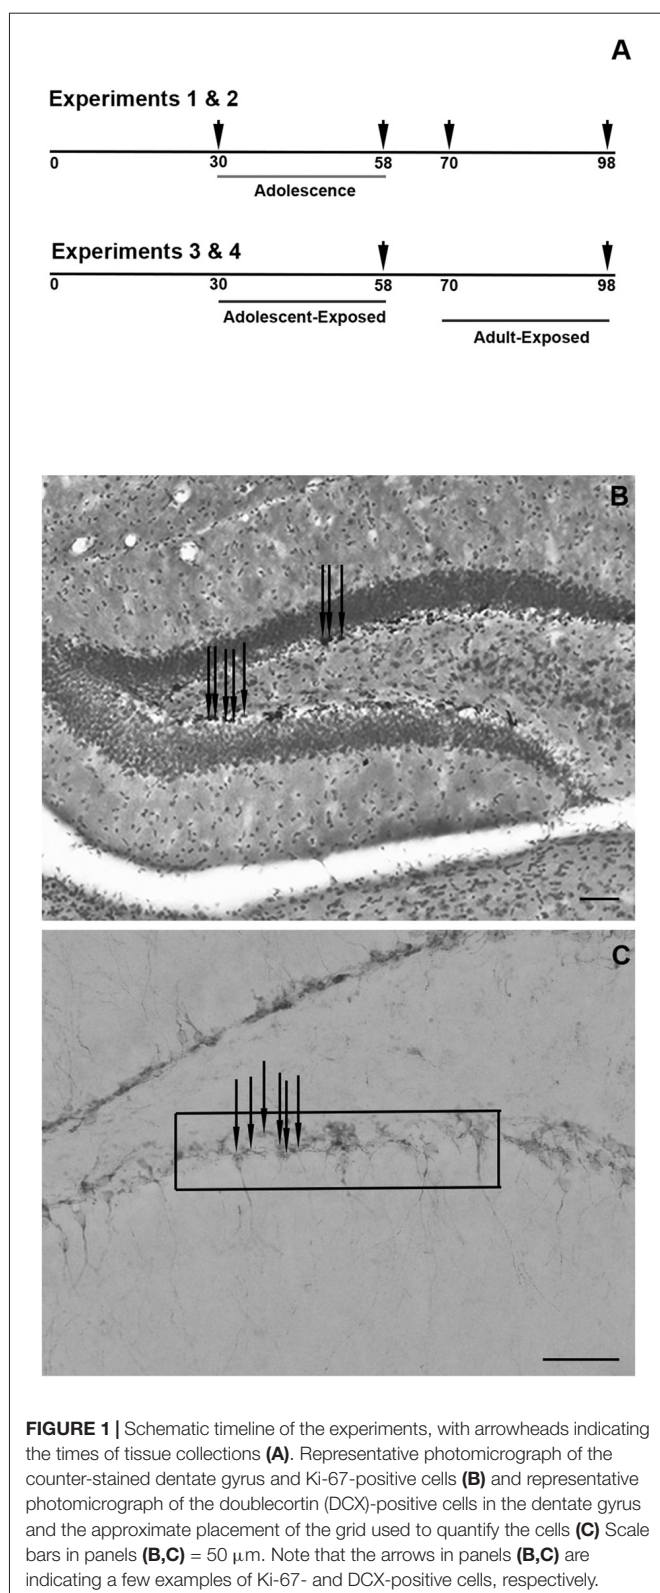 A
Experiments 1 & 2
0 30 58 70 98
Adolescence
Experiments 3 & 4
0 30 58 70 98
Adolescent-Exposed
Adult-Exposed
B
C
FIGURE 1 | Schematic timeline of the experiments, with arrowheads indicating
the times of tissue collections (A). Representative photomicrograph of the
counter-stained dentate gyrus and Ki-67-positive cells (B) and representative
photomicrograph of the doublecortin (DCX)-positive cells in the dentate gyrus
and the approximate placement of the grid used to quantify the cells (C) Scale
bars in panels (B,C) = 50 μm. Note that the arrows in panels (B,C) are
indicating a few examples of Ki-67- and DCX-positive cells, respectively.